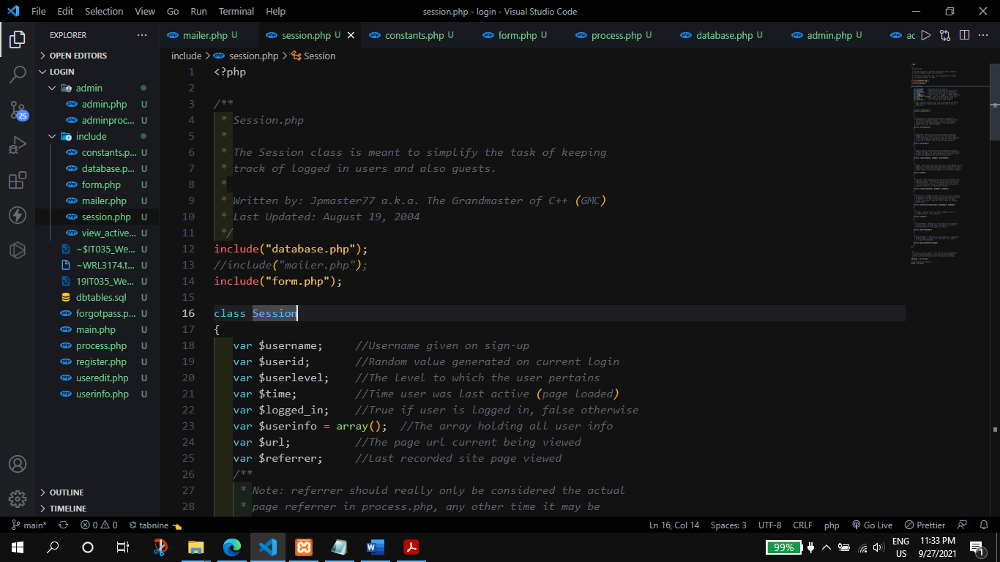 File Edit Selection View Go Run Terminal Help
session.php - login - Visual Studio Code
EXPLORER
OPEN EDITORS
LOGIN
admin
admin.php U
adminproc... U
include
constants.p... U
database.p... U
form.php U
mailer.php U
session.php U
view_active... U
~$IT035_We... U
~WRL3174.t... U
19IT035_We... U
dbtables.sql U
forgotpass.p... U
main.php U
process.php U
register.php U
useredit.php U
userinfo.php U
OUTLINE
TIMELINE
25
mailer.php U session.php U constants.php U form.php U process.php U database.php U admin.php U ac
include > session.php > Session
1 <?php
2
3 /**
4 * Session.php
5 *
6 * The Session class is meant to simplify the task of keeping
7 * track of logged in users and also guests.
8 *
9 * Written by: Jpmaster77 a.k.a. The Grandmaster of C++ (GMC)
10 * Last Updated: August 19, 2004
11 */
12 include("database.php");
13 //include("mailer.php");
14 include("form.php");
15
16 class Session
17 {
18 var $username; //Username given on sign-up
19 var $userid; //Random value generated on current login
20 var $userlevel; //The level to which the user pertains
21 var $time; //Time user was last active (page loaded)
22 var $logged_in; //True if user is logged in, false otherwise
23 var $userinfo = array(); //The array holding all user info
24 var $url; //The page url current being viewed
25 var $referrer; //Last recorded site page viewed
26 /**
27 * Note: referrer should really only be considered the actual
28 * page referrer in process.php, any other time it may be
main* 0 0 tabnine Ln 16, Col 14 Spaces: 3 UTF-8 CRLF php Go Live Prettier
99% ENG US 11:33 PM 9/27/2021 1